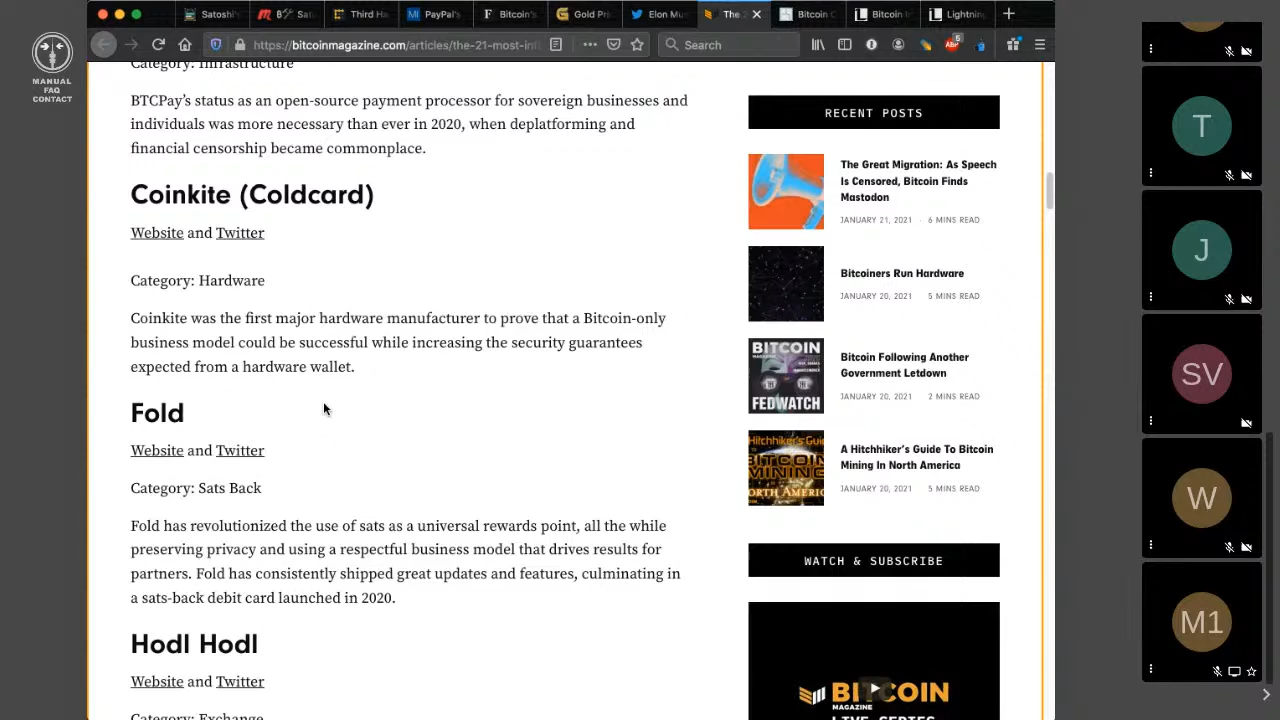 Satoshi's
Sat
Third Ha
PayPal's
Bitcoin's
Gold Pri
Elon Mu
The 2
Bitcoin C
Bitcoin I
Lightnin
https://bitcoinmagazine.com/articles/the-21-most-inf
Search
5
MANUAL
FAQ
CONTACT
Category: Infrastructure
BTCPay's status as an open-source payment processor for sovereign businesses and
individuals was more necessary than ever in 2020, when deplatforming and
financial censorship became commonplace.
Coinkite (Coldcard)
Website and Twitter
Category: Hardware
Coinkite was the first major hardware manufacturer to prove that a Bitcoin-only
business model could be successful while increasing the security guarantees
expected from a hardware wallet.
Fold
Website and Twitter
Category: Sats Back
Fold has revolutionized the use of sats as a universal rewards point, all the while
preserving privacy and using a respectful business model that drives results for
partners. Fold has consistently shipped great updates and features, culminating in
a sats-back debit card launched in 2020.
Hodl Hodl
Website and Twitter
Category: Exchange
RECENT POSTS
The Great Migration: As Speech
Is Censored, Bitcoin Finds
Mastodon
JANUARY 21, 2021 · 6 MINS READ
Bitcoiners Run Hardware
JANUARY 20, 2021 5 MINS READ
BITCOIN
MAGAZINE
FEDWATCH
Bitcoin Following Another
Government Letdown
JANUARY 20, 2021 2 MINS READ
Hitchhiker's Guide
BITCOIN
MINING
NORTH AMERIC
A Hitchhiker's Guide To Bitcoin
Mining In North America
JANUARY 20, 2021 5 MINS READ
WATCH & SUBSCRIBE
BITCOIN
MAGAZINE
LIVE SERIES
T
J
SV
W
M1